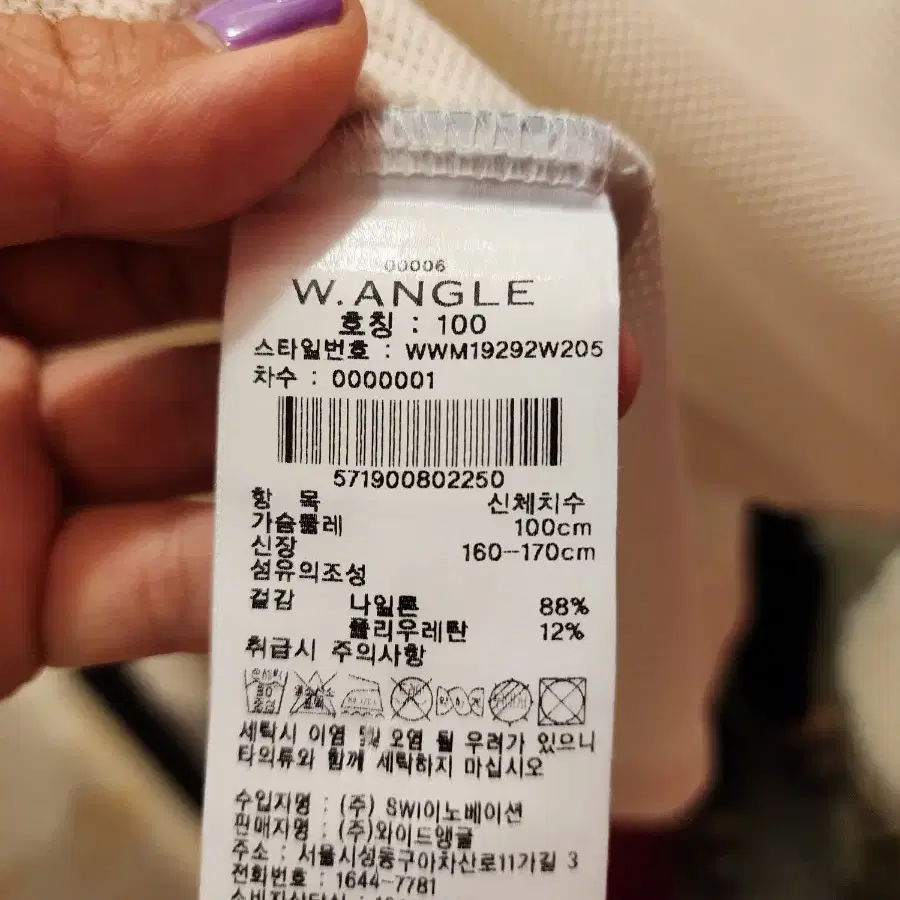 00006
W.ANGLE
호칭 : 100
스타일번호 : WWM19292W205
차수 : 0000001
571900802250
항 목 신체치수
가슴둘레 100cm
신장 160--170cm
섬유의조성
겉감 나일론 88%
폴리우레탄 12%
취급시 주의사항
세탁시 이염 및 오염 될 우려가 있으니
타의류와 함께 세탁하지 마십시오
수입자명 : (주) SWI이노베이션
판매자명 : (주)와이드앵글
주소 : 서울시성동구아차산로11가길 3
전화번호 : 1644-7781